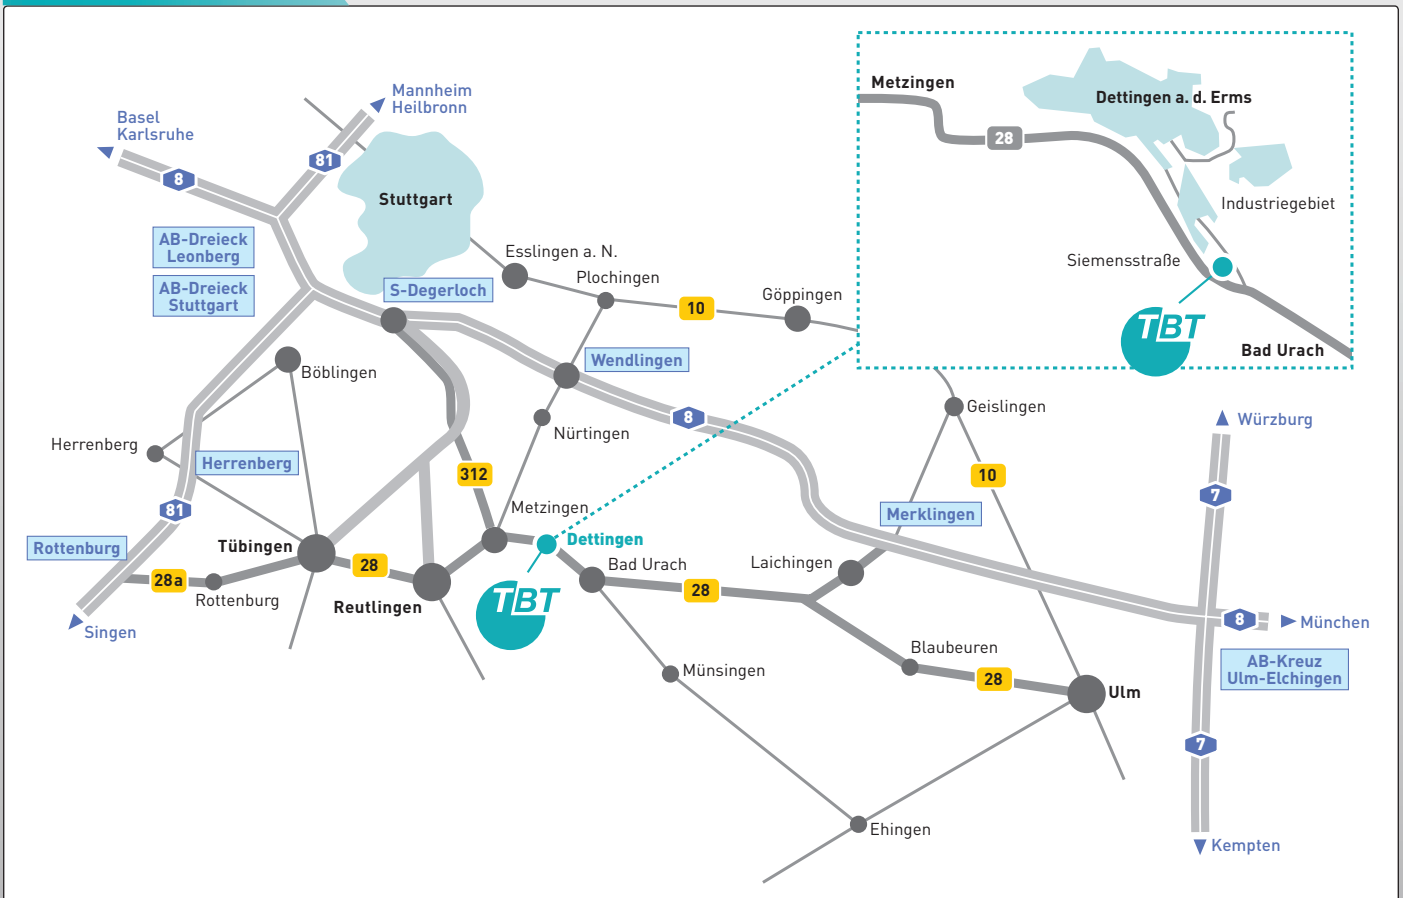 Mannheim
Heilbronn
Basel
Karlsruhe
81
8
Stuttgart
AB-Dreieck
Leonberg
AB-Dreieck
Stuttgart
S-Degerloch
Esslingen a. N.
Plochingen
10
Göppingen
Metzingen
Dettingen a. d. Erms
28
Industriegebiet
Siemensstraße
TBT
Bad Urach
Wendlingen
Böblingen
8
Geislingen
Nürtingen
Würzburg
Herrenberg
Herrenberg
312
10
7
81
Metzingen
Merklingen
Rottenburg
Tübingen
Dettingen
28
28a
Rottenburg
Reutlingen
TBT
Bad Urach
28
Laichingen
Singen
8
München
Blaubeuren
AB-Kreuz
Ulm-Elchingen
Münsingen
28
Ulm
7
Ehingen
Kempten